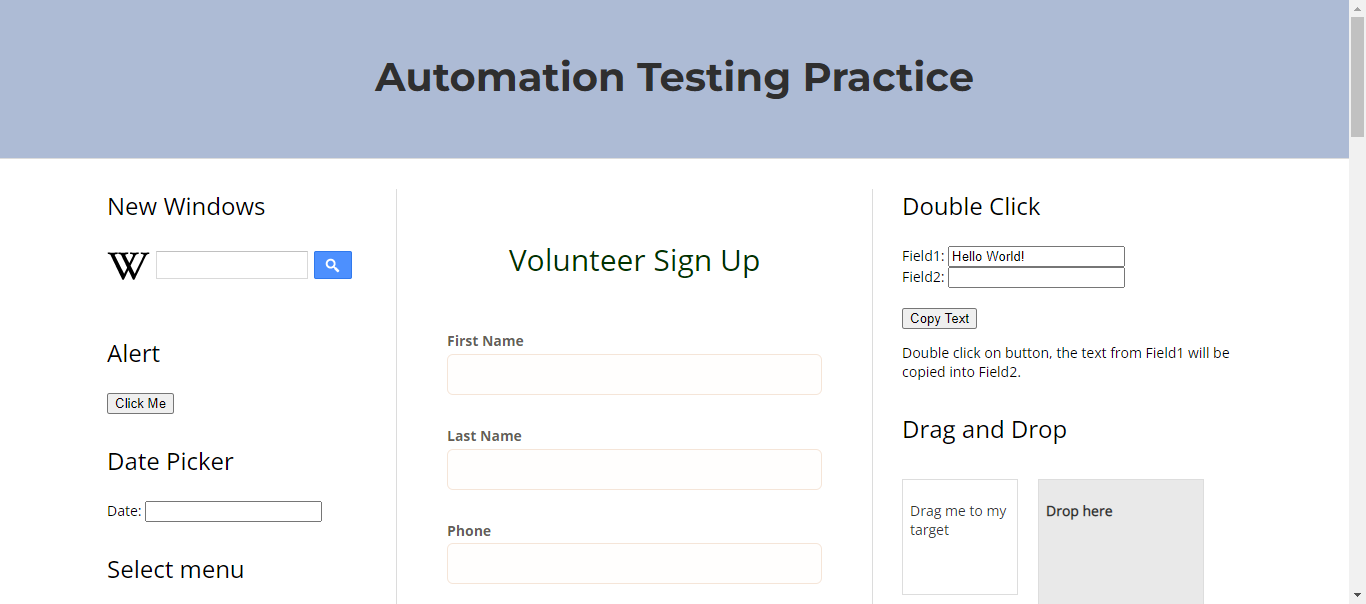 Automation Testing Practice
New Windows
W
Alert
Click Me
Date Picker
Date:
Select menu
Volunteer Sign Up
First Name
Last Name
Phone
Double Click
Field1: Hello World!
Field2:
Copy Text
Double click on button, the text from Field1 will be
copied into Field2.
Drag and Drop
Drag me to my
target
Drop here